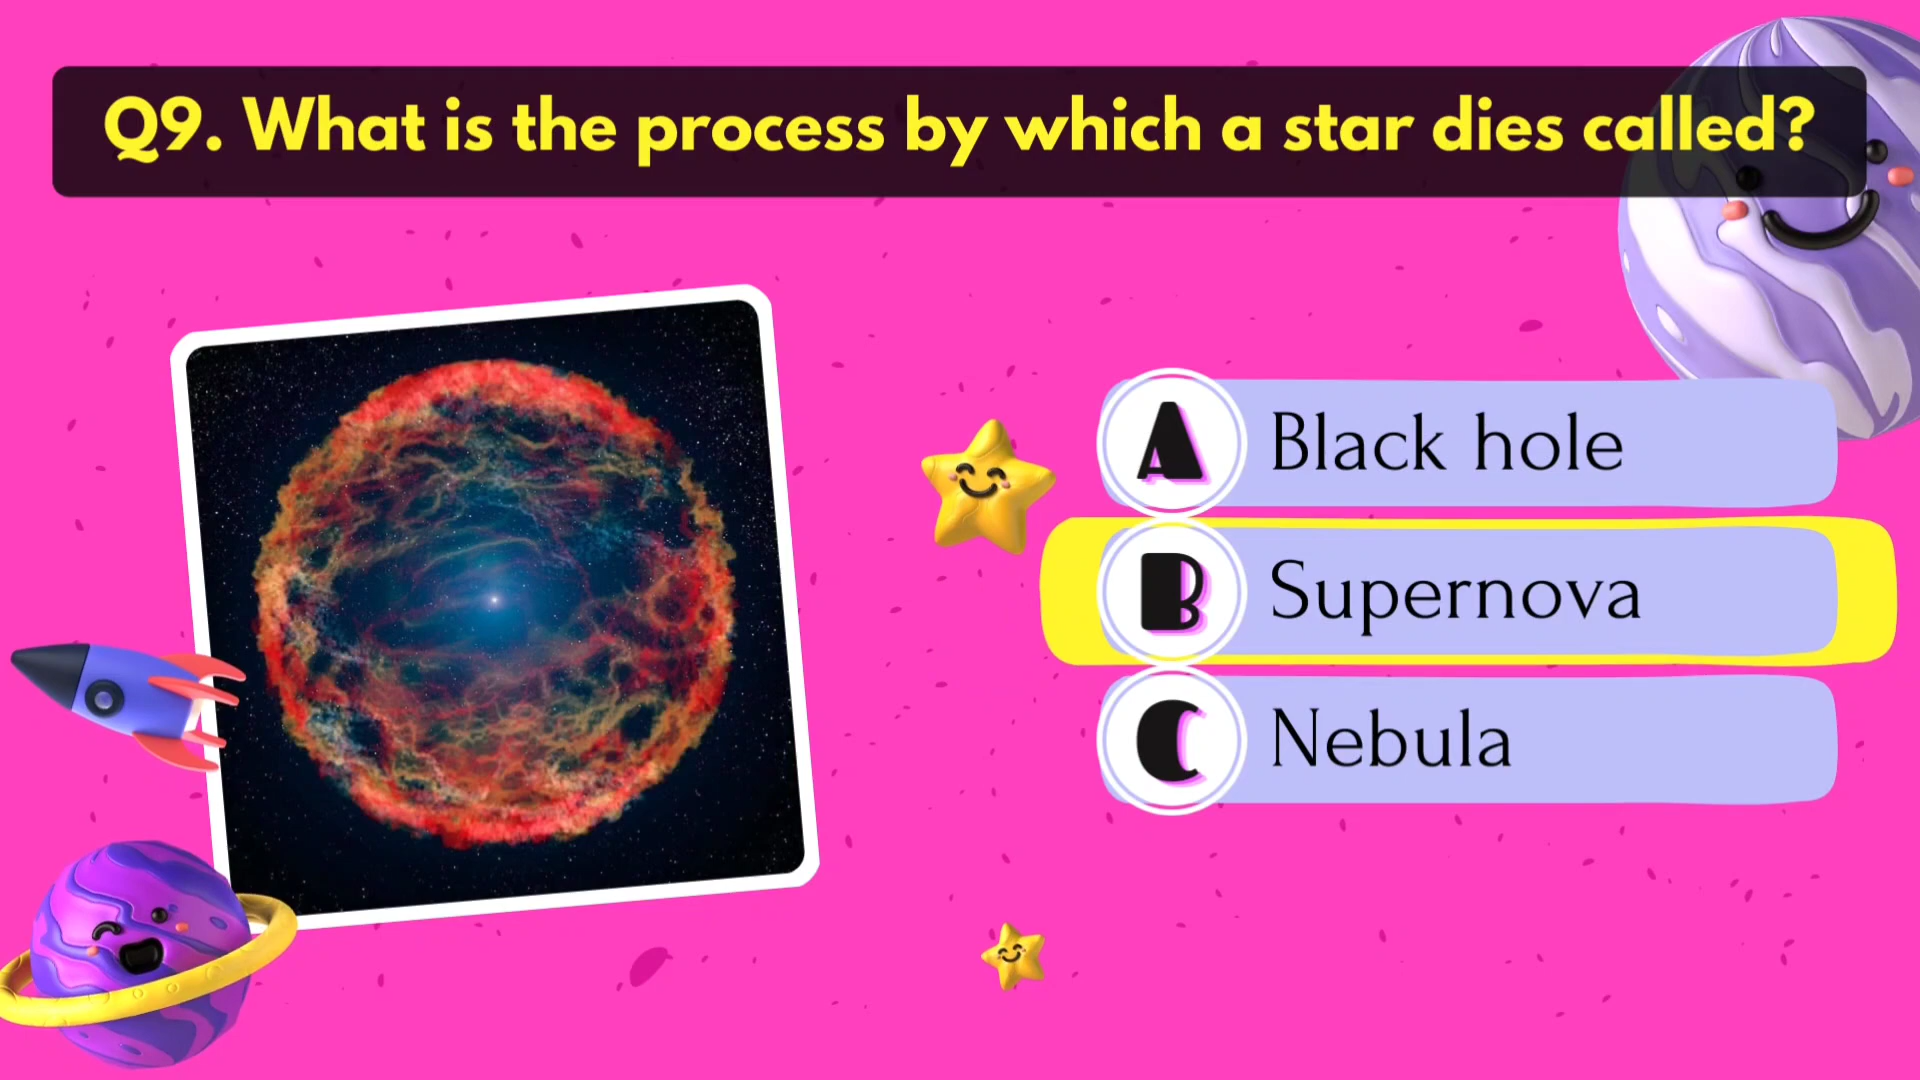 Q9. What is the process by which a star dies called?
A Black hole
B Supernova
C Nebula